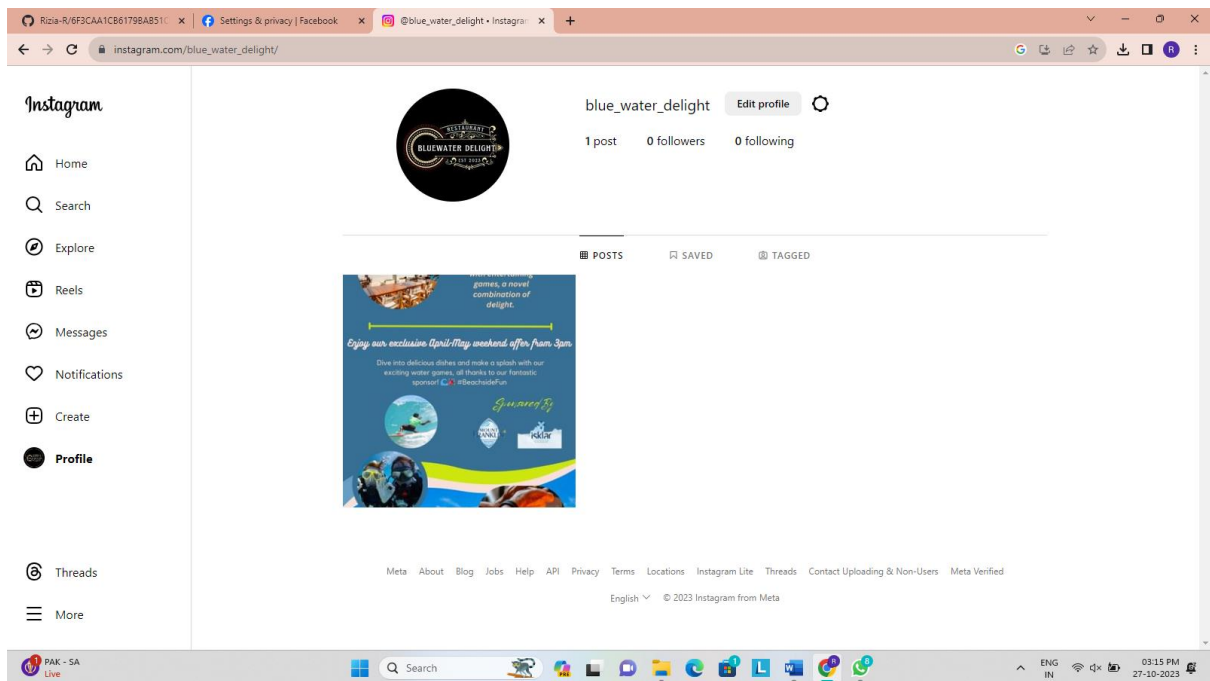 Rizia-R/6F3CAA1CB6179BAB51C
Settings & privacy | Facebook
@blue_water_delight • Instagram
instagram.com/blue_water_delight/
R
Instagram
Home
Search
Explore
Reels
Messages
Notifications
Create
Profile
Threads
More
RESTAURANT
BLUEWATER DELIGHT
EST 2023
blue_water_delight Edit profile
1 post 0 followers 0 following
POSTS SAVED TAGGED
games, a novel
combination of
delight.
Enjoy our exclusive April-May weekend offer from 3pm
Dive into delicious dishes and make a splash with our
exciting water games, all thanks to our fantastic
sponsor! #BeachsideFun
Sponsored By
MOUNT
FRANKLIN
isklar
Meta About Blog Jobs Help API Privacy Terms Locations Instagram Lite Threads Contact Uploading & Non-Users Meta Verified
English © 2023 Instagram from Meta
1
PAK - SA
Live
Search
ENG
IN
03:15 PM
27-10-2023